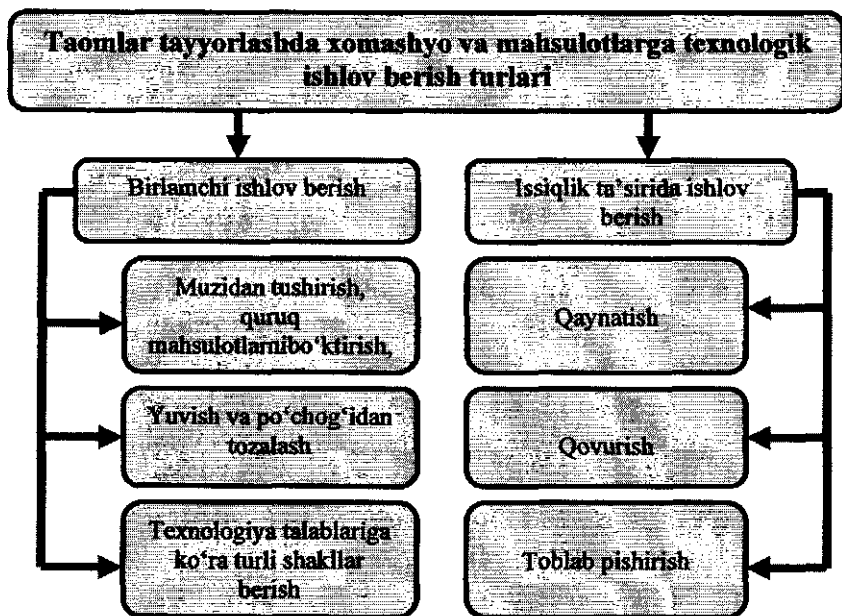 Taomlar tayyorlashda xomashyo va mahsulotlarga texnologik
ishlov berish turlari
Birlamchi ishlov berish
Muzidan tushirish,
quruq
mahsulotlarnibo‘ktirish,
Yuvish va po‘chog‘idan
tozalash
Texnologiya talablariga
ko‘ra turli shakllar
berish
Issiqlik ta’sirida ishlov
berish
Qaynatish
Qovurish
Toblab pishirish